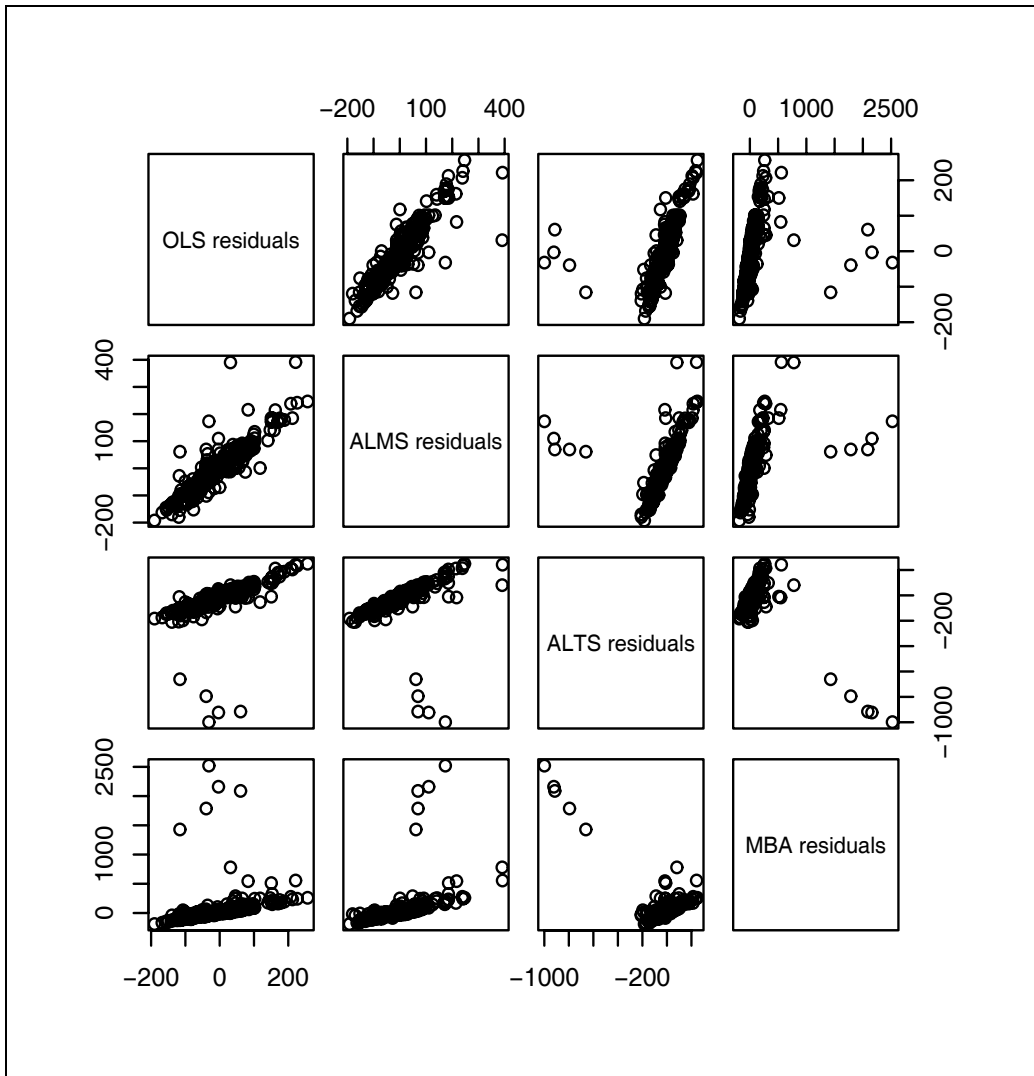 −200 100 400 0 1000 2500
OLS residuals
−200 0 200
−200 100 400
ALMS residuals
ALTS residuals
−1000 −200
0 1000 2500
MBA residuals
−200 0 200 −1000 −200